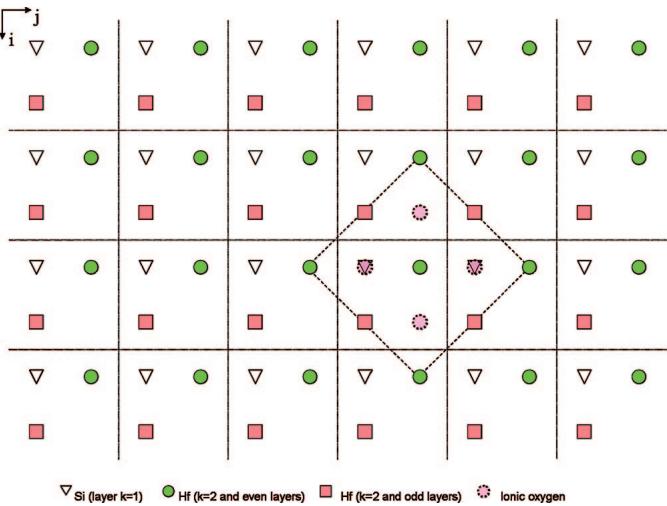 j
i
Si (layer k=1) Hf (k=2 and even layers) Hf (k=2 and odd layers) Ionic oxygen